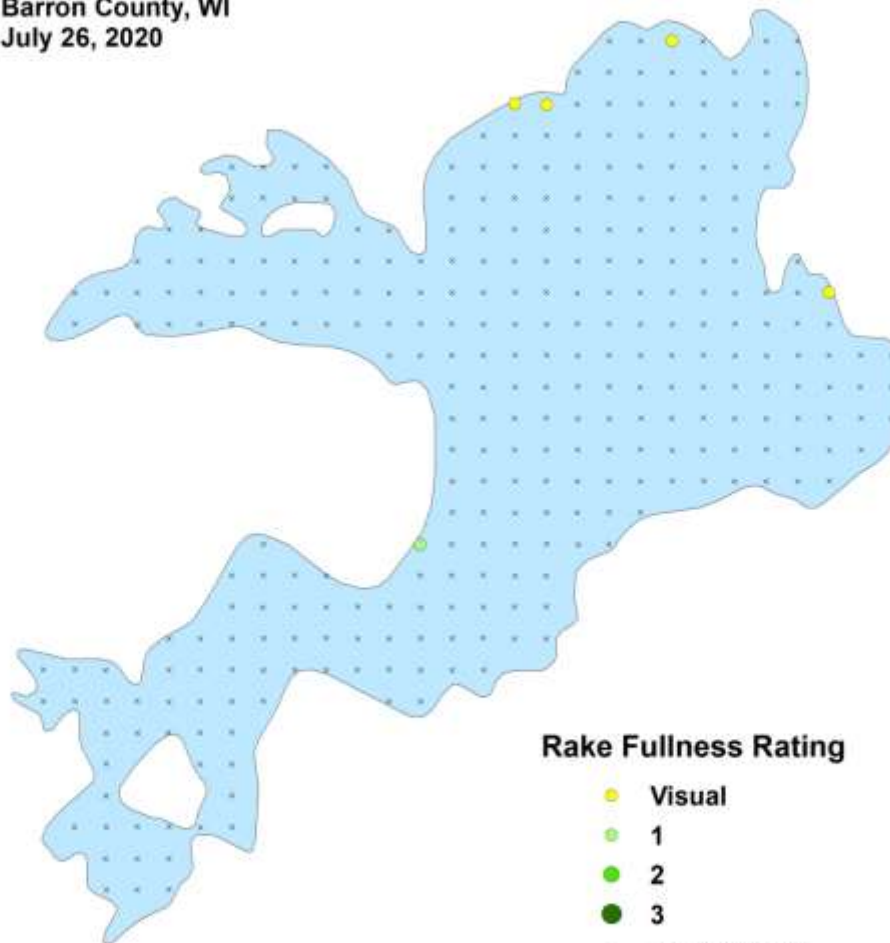 Barron County, WI
July 26, 2020
Rake Fullness Rating
Visual
1
2
3